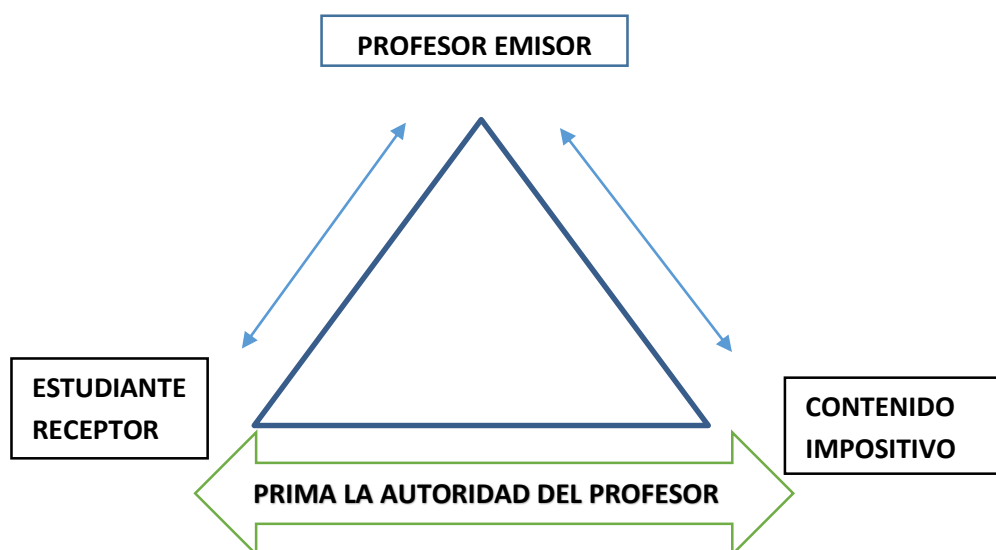 PROFESOR EMISOR
ESTUDIANTE
RECEPTOR
CONTENIDO
IMPOSITIVO
PRIMA LA AUTORIDAD DEL PROFESOR